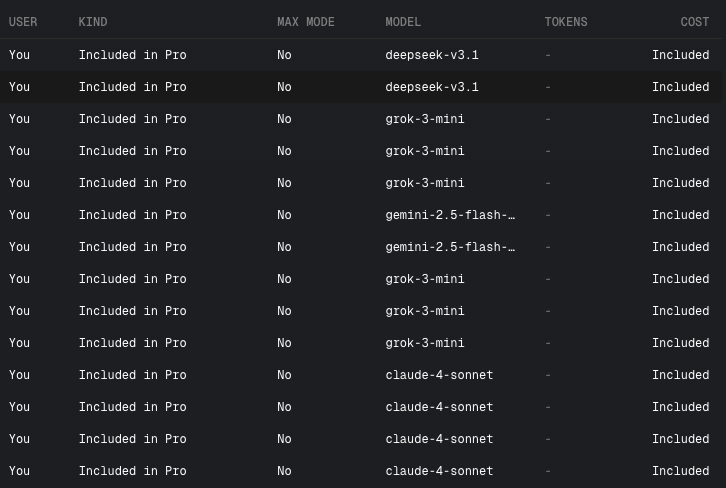 USER KIND MAX MODE MODEL TOKENS COST
You Included in Pro No deepseek-v3.1 - Included
You Included in Pro No deepseek-v3.1 - Included
You Included in Pro No grok-3-mini - Included
You Included in Pro No grok-3-mini - Included
You Included in Pro No grok-3-mini - Included
You Included in Pro No gemini-2.5-flash-… - Included
You Included in Pro No gemini-2.5-flash-… - Included
You Included in Pro No grok-3-mini - Included
You Included in Pro No grok-3-mini - Included
You Included in Pro No grok-3-mini - Included
You Included in Pro No claude-4-sonnet - Included
You Included in Pro No claude-4-sonnet - Included
You Included in Pro No claude-4-sonnet - Included
You Included in Pro No claude-4-sonnet - Included